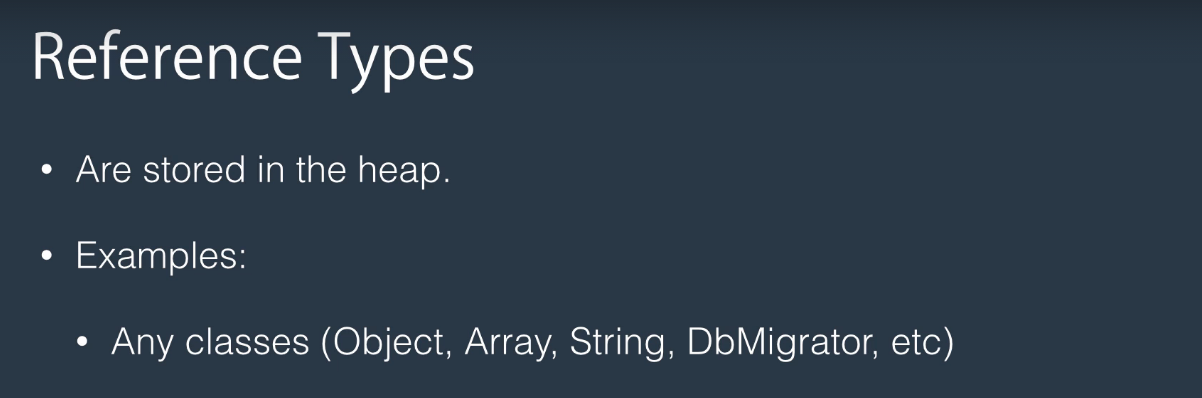 Reference Types
• Are stored in the heap.
• Examples:
• Any classes (Object, Array, String, DbMigrator, etc)